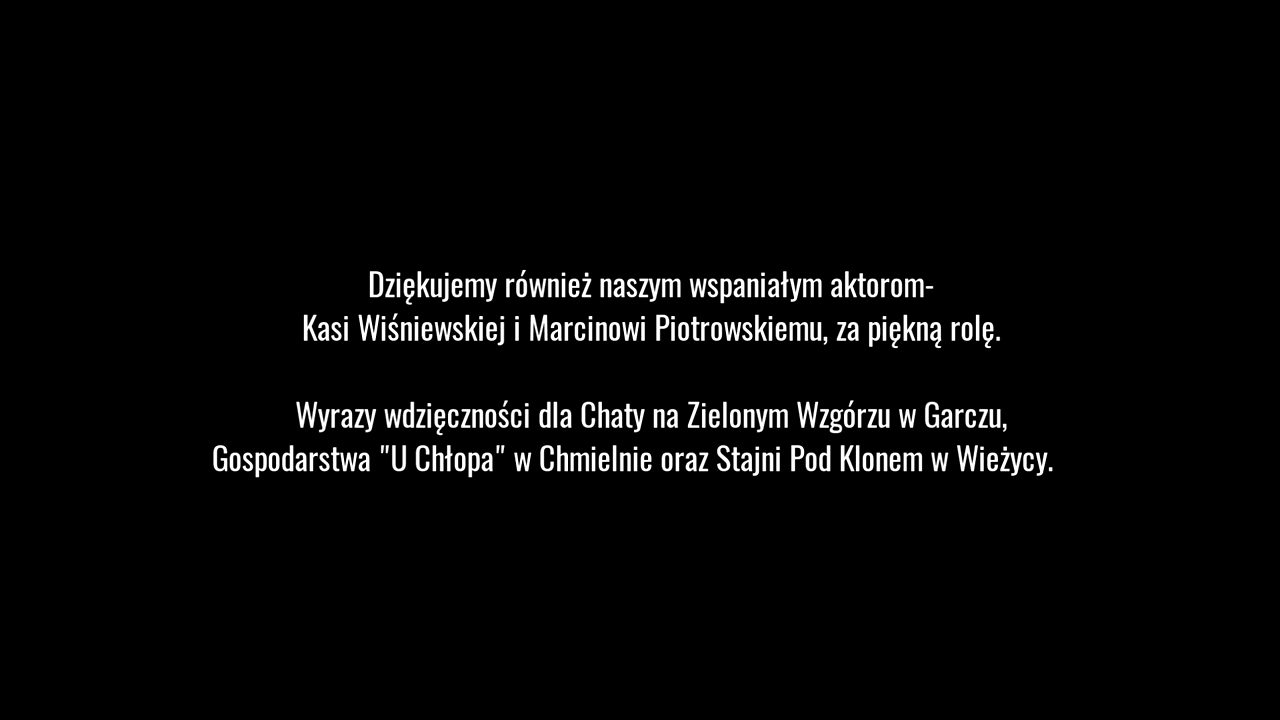 Dziękujemy również naszym wspaniałym aktorom-
Kasi Wiśniewskiej i Marcinowi Piotrowskiemu, za piękną rolę.
Wyrazy wdzięczności dla Chaty na Zielonym Wzgórzu w Garczu,
Gospodarstwa "U Chłopa" w Chmielnie oraz Stajni Pod Klonem w Wieżycy.